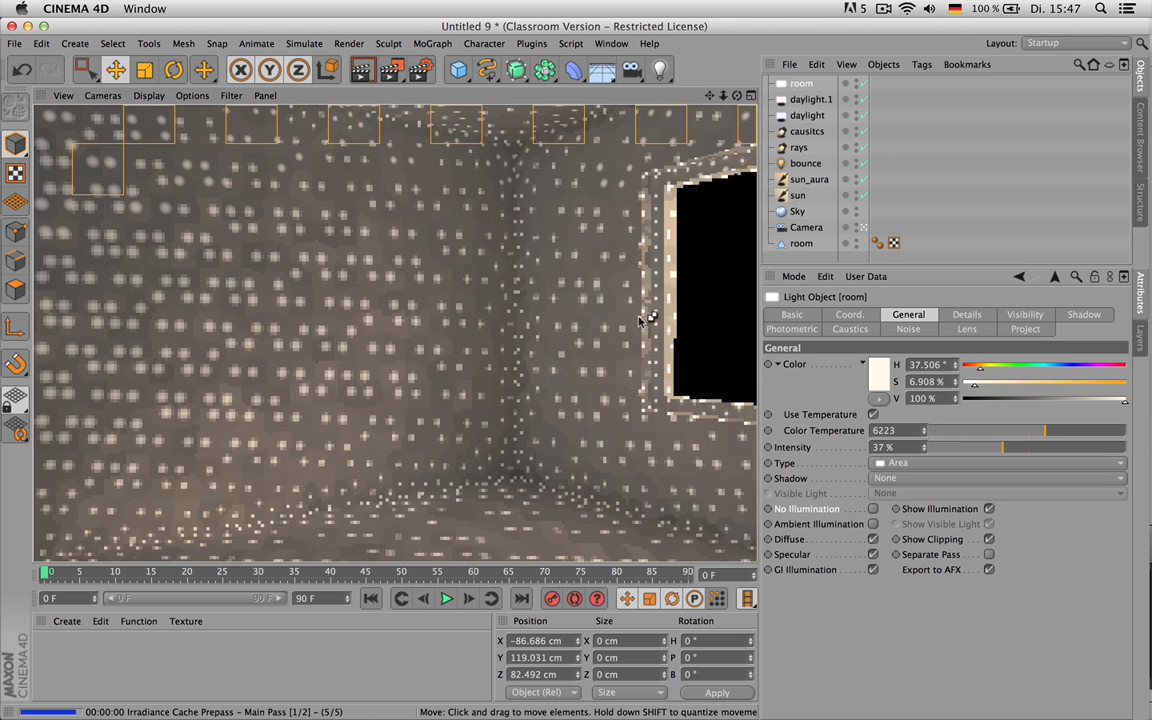 CINEMA 4D Window 5 100 % Di. 15:47
Untitled 9 * (Classroom Version - Restricted License)
File Edit Create Select Tools Mesh Snap Animate Simulate Render Sculpt MoGraph Character Plugins Script Window Help Layout: Startup
X Y Z
File Edit View Objects Tags Bookmarks
View Cameras Display Options Filter Panel
room
daylight.1
daylight
causitcs
rays
bounce
sun_aura
sun
Sky
Camera
room
Objects
Content Browser
Structure
Mode Edit User Data
Attributes
Layers
Light Object [room]
Basic Coord. General Details Visibility Shadow
Photometric Caustics Noise Lens Project
General
Color H 37.506 °
S 6.908 %
V 100 %
Use Temperature
Color Temperature 6223
Intensity 37 %
Type Area
Shadow None
Visible Light None
No Illumination Show Illumination
Ambient Illumination Show Visible Light
Diffuse Show Clipping
Specular Separate Pass
GI Illumination Export to AFX
0 5 10 15 20 25 30 35 40 45 50 55 60 65 70 75 80 85 90 0 F
0 F 0 F 90 F 90 F P
Create Edit Function Texture
Position Size Rotation
X -86.686 cm X 0 cm H 0 °
Y 119.031 cm Y 0 cm P 0 °
Z 82.492 cm Z 0 cm B 0 °
Object (Rel) Size Apply
MAXON CINEMA 4D
00:00:00 Irradiance Cache Prepass - Main Pass [1/2] - (5/5) Move: Click and drag to move elements. Hold down SHIFT to quantize moveme